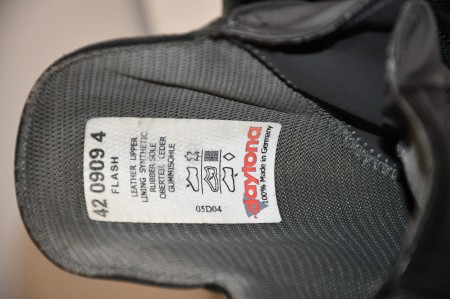 42 0909 4
FLASH
LEATHER UPPER
LINING SYNTHETIC
RUBBER SOLE
OBERTEIL LEDER
GUMMISOHLE
05D04
daytona
100% Made in Germany